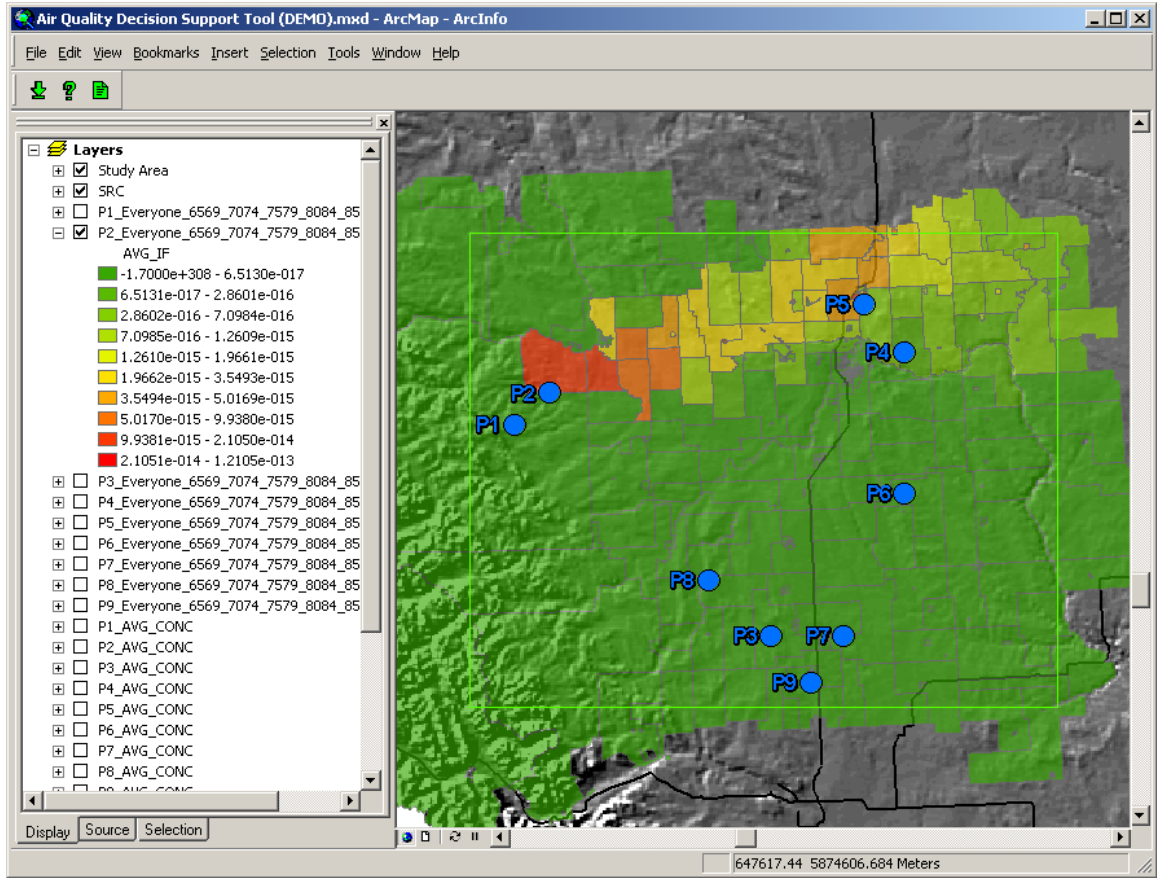 Air Quality Decision Support Tool (DEMO).mxd - ArcMap - ArcInfo
File Edit View Bookmarks Insert Selection Tools Window Help
Layers
Study Area
SRC
P1_Everyone_6569_7074_7579_8084_85
P2_Everyone_6569_7074_7579_8084_85
AVG_IF
-1.7000e+308 - 6.5130e-017
6.5131e-017 - 2.8601e-016
2.8602e-016 - 7.0984e-016
7.0985e-016 - 1.2609e-015
1.2610e-015 - 1.9661e-015
1.9662e-015 - 3.5493e-015
3.5494e-015 - 5.0169e-015
5.0170e-015 - 9.9380e-015
9.9381e-015 - 2.1050e-014
2.1051e-014 - 1.2105e-013
P3_Everyone_6569_7074_7579_8084_85
P4_Everyone_6569_7074_7579_8084_85
P5_Everyone_6569_7074_7579_8084_85
P6_Everyone_6569_7074_7579_8084_85
P7_Everyone_6569_7074_7579_8084_85
P8_Everyone_6569_7074_7579_8084_85
P9_Everyone_6569_7074_7579_8084_85
P1_AVG_CONC
P2_AVG_CONC
P3_AVG_CONC
P4_AVG_CONC
P5_AVG_CONC
P6_AVG_CONC
P7_AVG_CONC
P8_AVG_CONC
Display Source Selection
P5
P4
P2
P1
P6
P8
P3 P7
P9
647617.44 5874606.684 Meters